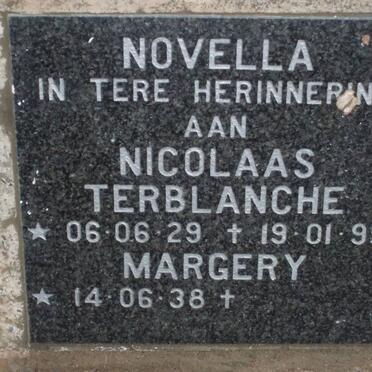 NOVELLA
IN TERE HERINNERIN
AAN
NICOLAAS
TERBLANCHE
* 06·06·29 † 19·01·9
MARGERY
* 14·06·38 †